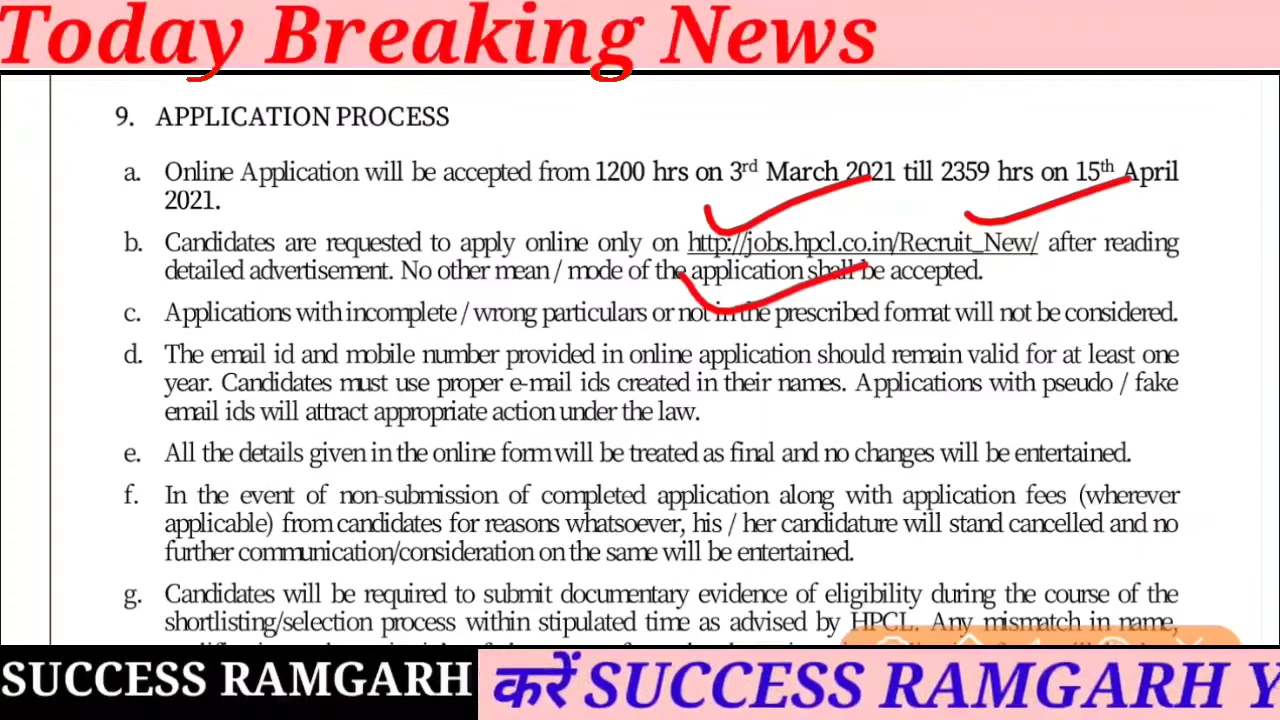 Today Breaking News
9. APPLICATION PROCESS
a. Online Application will be accepted from 1200 hrs on 3rd March 2021 till 2359 hrs on 15th April
2021.
b. Candidates are requested to apply online only on http://jobs.hpcl.co.in/Recruit_New/ after reading
detailed advertisement. No other mean / mode of the application shall be accepted.
c. Applications with incomplete / wrong particulars or not in the prescribed format will not be considered.
d. The email id and mobile number provided in online application should remain valid for at least one
year. Candidates must use proper e-mail ids created in their names. Applications with pseudo / fake
email ids will attract appropriate action under the law.
e. All the details given in the online form will be treated as final and no changes will be entertained.
f. In the event of non-submission of completed application along with application fees (wherever
applicable) from candidates for reasons whatsoever, his / her candidature will stand cancelled and no
further communication/consideration on the same will be entertained.
g. Candidates will be required to submit documentary evidence of eligibility during the course of the
shortlisting/selection process within stipulated time as advised by HPCL. Any mismatch in name,
SUCCESS RAMGARH करें SUCCESS RAMGARH Y